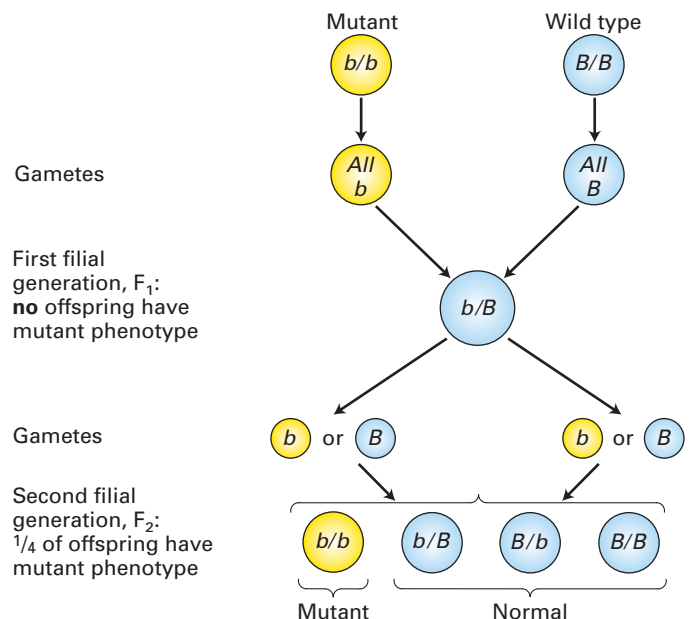 Mutant
Wild type
b/b
B/B
Gametes
All
b
All
B
First filial
generation, F₁:
no offspring have
mutant phenotype
b/B
Gametes
b or B
b or B
Second filial
generation, F₂:
¹/₄ of offspring have
mutant phenotype
b/b
b/B
B/b
B/B
Mutant
Normal